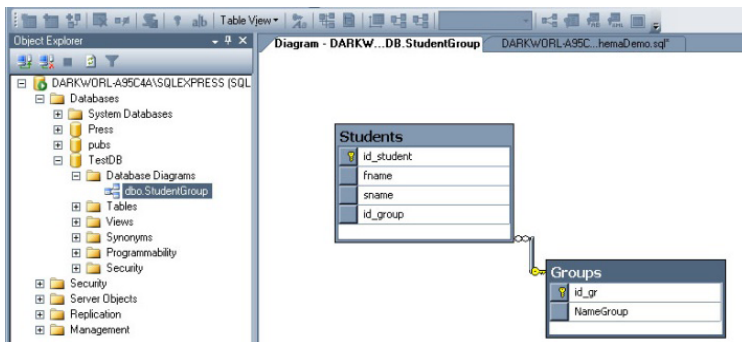 Table View
Object Explorer
Diagram - DARKW...DB.StudentGroup
DARKWORL-A95C...hemaDemo.sql*
DARKWORL-A95C4A\SQLEXPRESS (SQL
Databases
System Databases
Press
pubs
TestDB
Database Diagrams
dbo.StudentGroup
Tables
Views
Synonyms
Programmability
Security
Security
Server Objects
Replication
Management
Students
id_student
fname
sname
id_group
Groups
id_gr
NameGroup